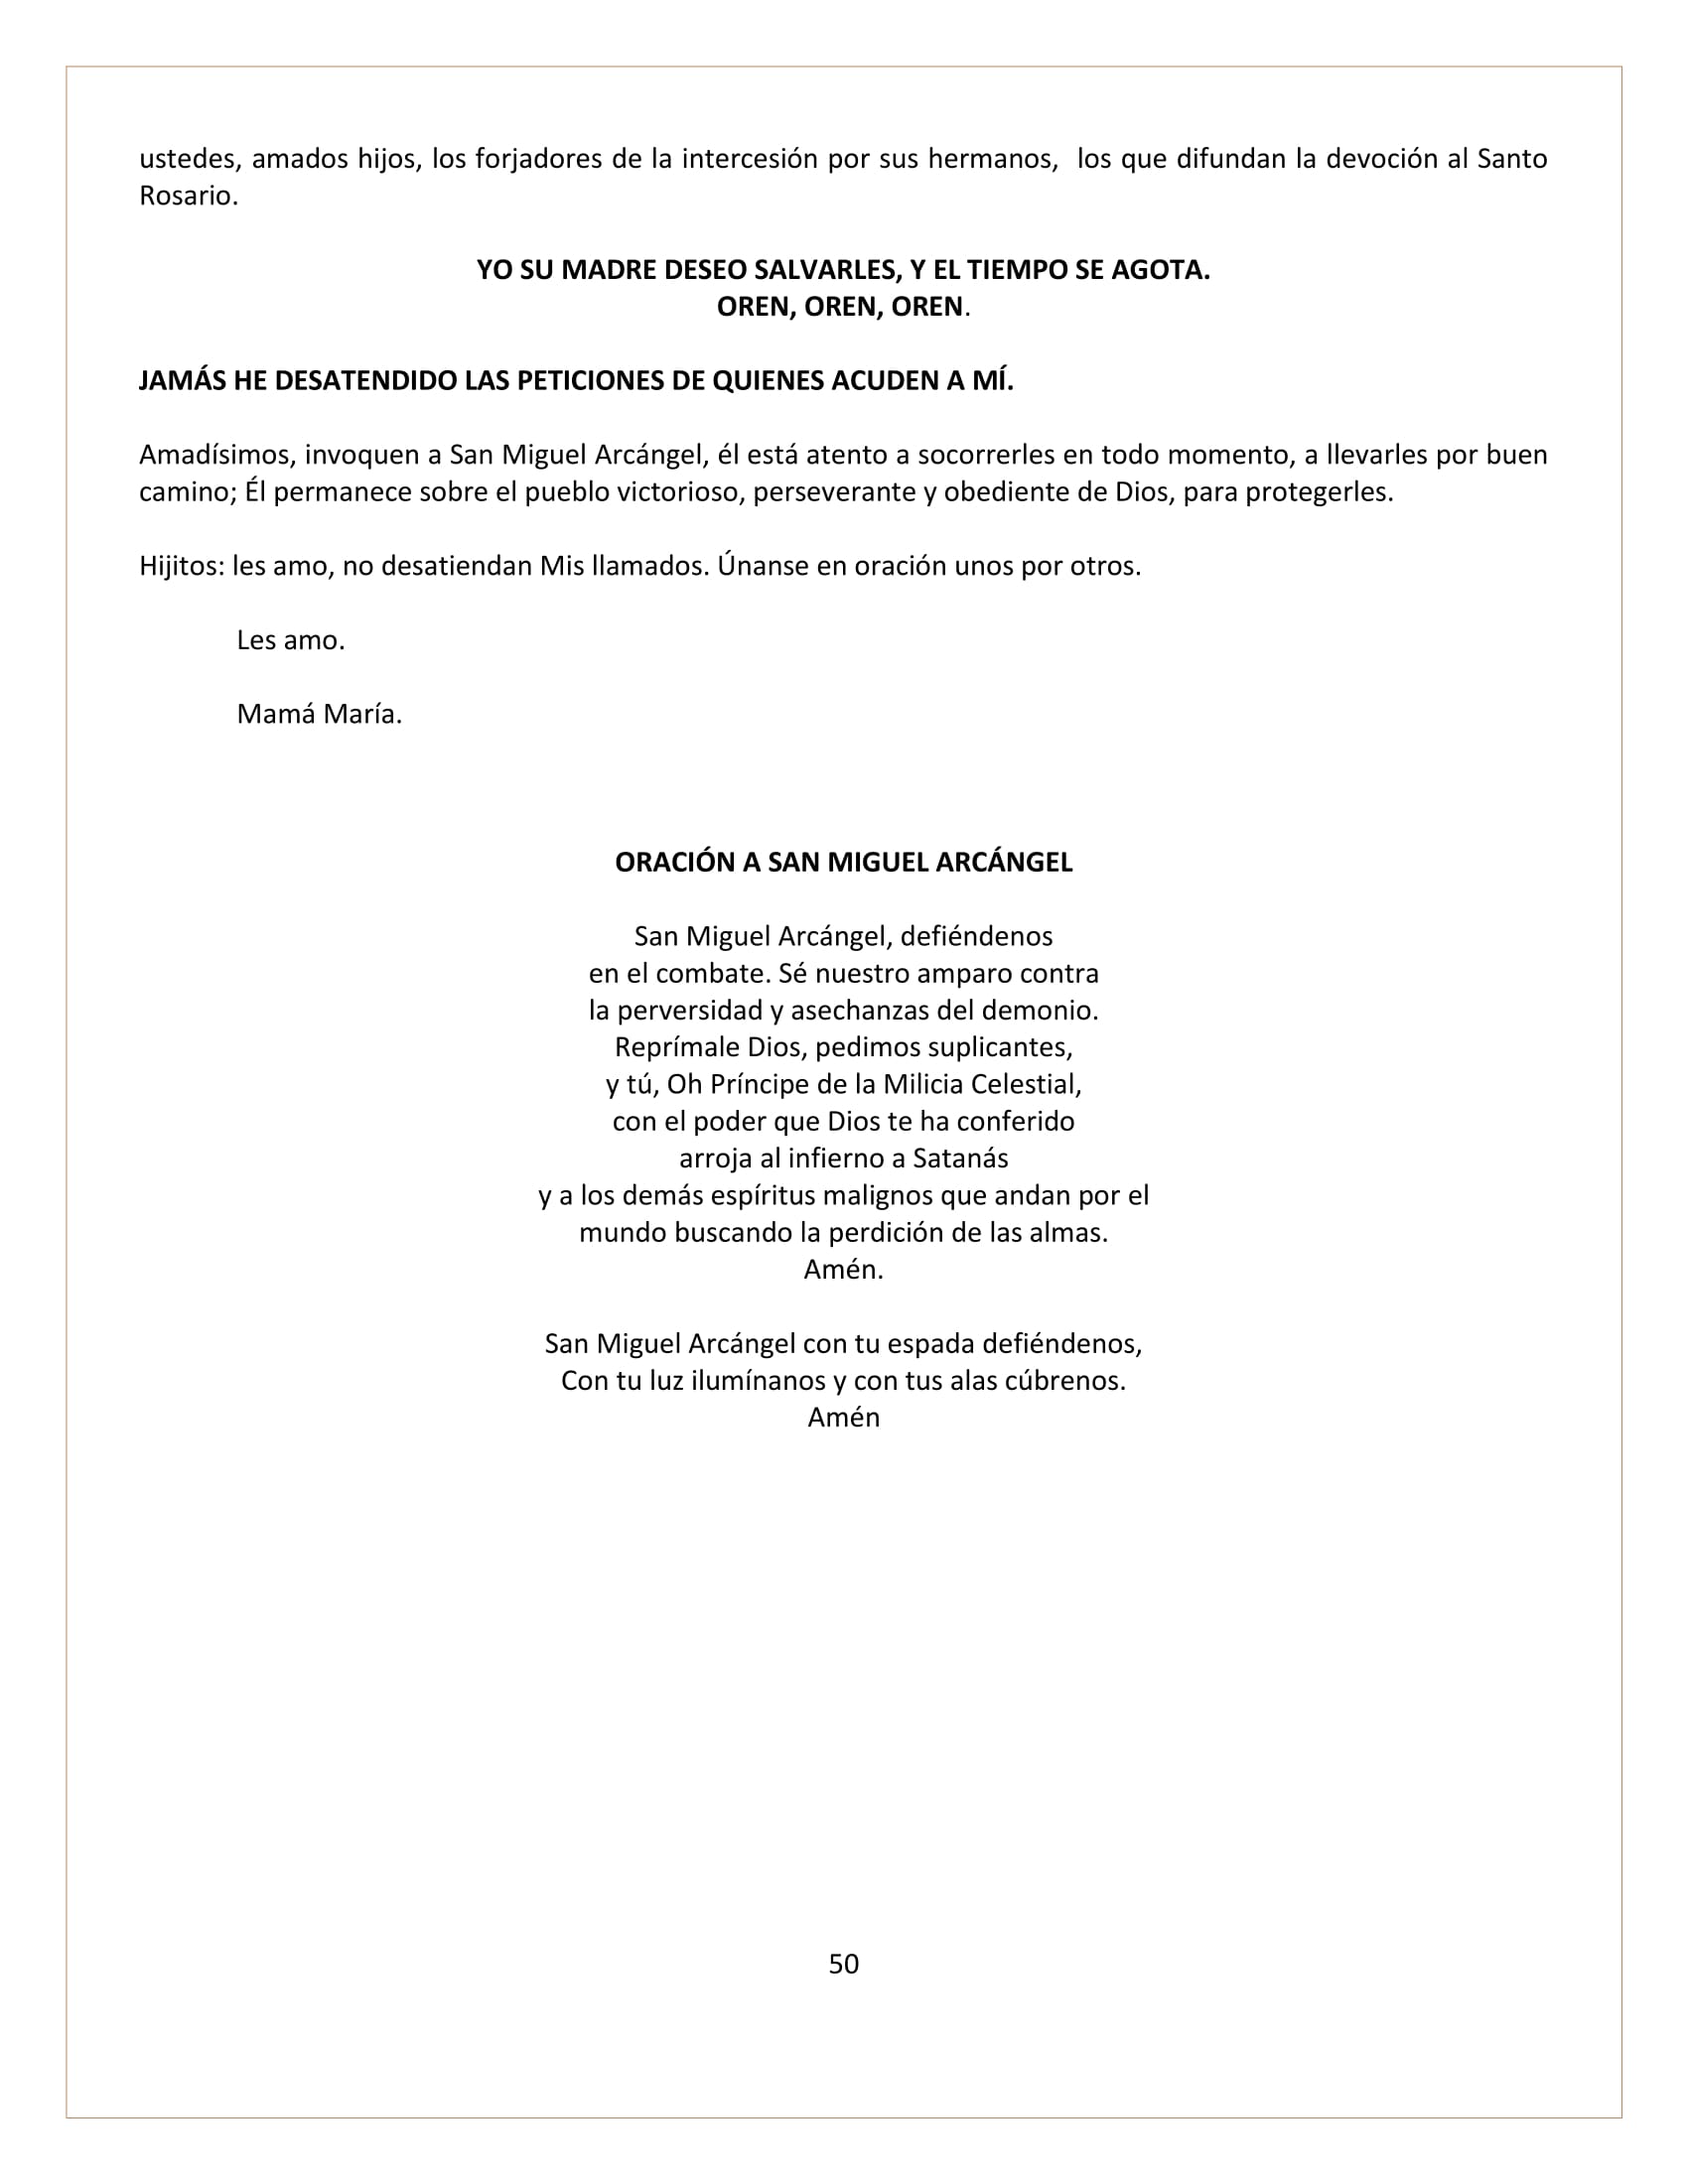 ustedes, amados hijos, los forjadores de la intercesión por sus hermanos,  los que difundan la devoción al Santo
Rosario.
YO SU MADRE DESEO SALVARLES, Y EL TIEMPO SE AGOTA.
OREN, OREN, OREN.
JAMÁS HE DESATENDIDO LAS PETICIONES DE QUIENES ACUDEN A MÍ.
Amadísimos, invoquen a San Miguel Arcángel, él está atento a socorrerles en todo momento, a llevarles por buen
camino; Él permanece sobre el pueblo victorioso, perseverante y obediente de Dios, para protegerles.
Hijitos: les amo, no desatiendan Mis llamados. Únanse en oración unos por otros.
Les amo.
Mamá María.
ORACIÓN A SAN MIGUEL ARCÁNGEL
San Miguel Arcángel, defiéndenos
en el combate. Sé nuestro amparo contra
la perversidad y asechanzas del demonio.
Reprímale Dios, pedimos suplicantes,
y tú, Oh Príncipe de la Milicia Celestial,
con el poder que Dios te ha conferido
arroja al infierno a Satanás
y a los demás espíritus malignos que andan por el
mundo buscando la perdición de las almas.
Amén.
San Miguel Arcángel con tu espada defiéndenos,
Con tu luz ilumínanos y con tus alas cúbrenos.
Amén
50